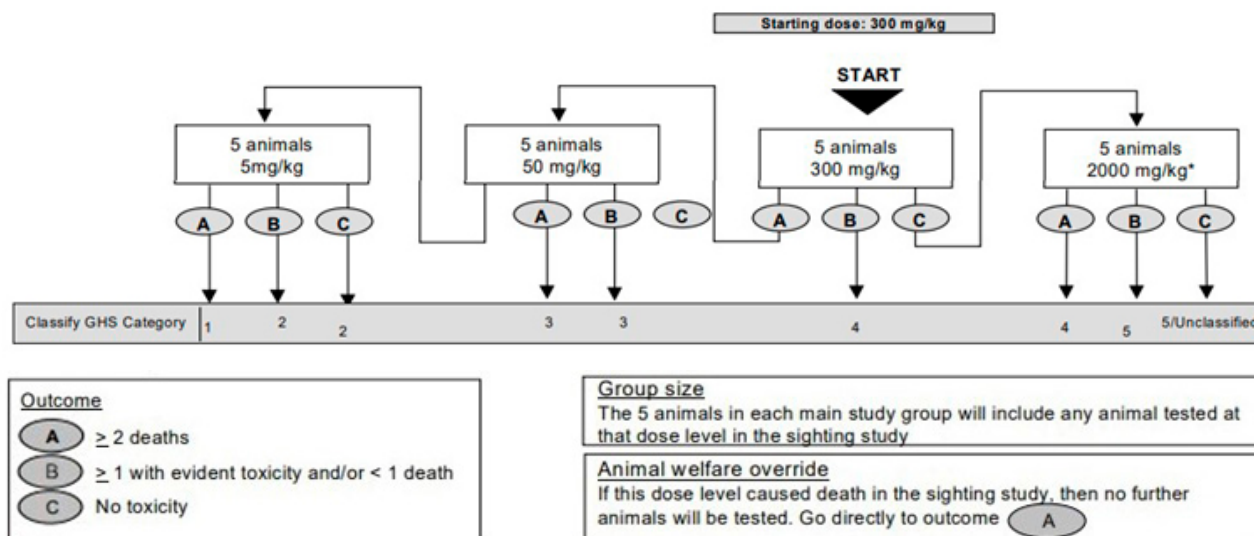 Starting dose: 300 mg/kg
START
5 animals
5mg/kg
5 animals
50 mg/kg
5 animals
300 mg/kg
5 animals
2000 mg/kg*
A
B
C
A
B
C
A
B
C
A
B
C
Classify GHS Category
1
2
2
3
3
4
4
5
5/Unclassified
Outcome
A ≥ 2 deaths
B ≥ 1 with evident toxicity and/or < 1 death
C No toxicity
Group size
The 5 animals in each main study group will include any animal tested at
that dose level in the sighting study
Animal welfare override
If this dose level caused death in the sighting study, then no further
animals will be tested. Go directly to outcome A